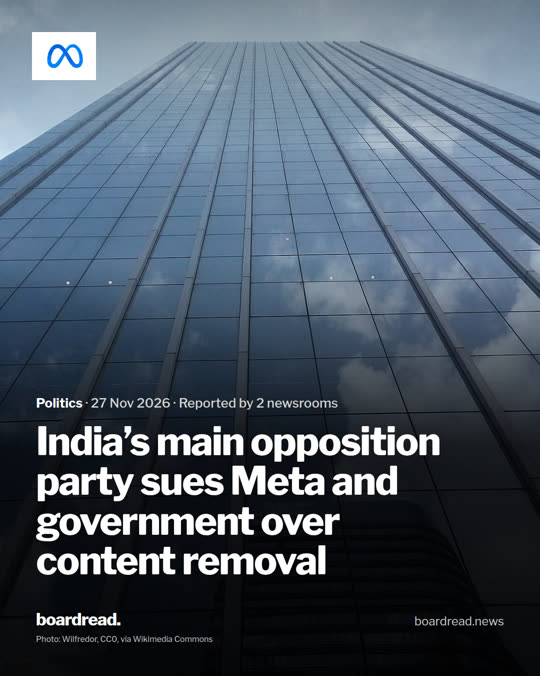 Politics · 27 Nov 2026 · Reported by 2 newsrooms
India’s main opposition
party sues Meta and
government over
content removal
boardread.
boardread.news
Photo: Wilfredor, CC0, via Wikimedia Commons